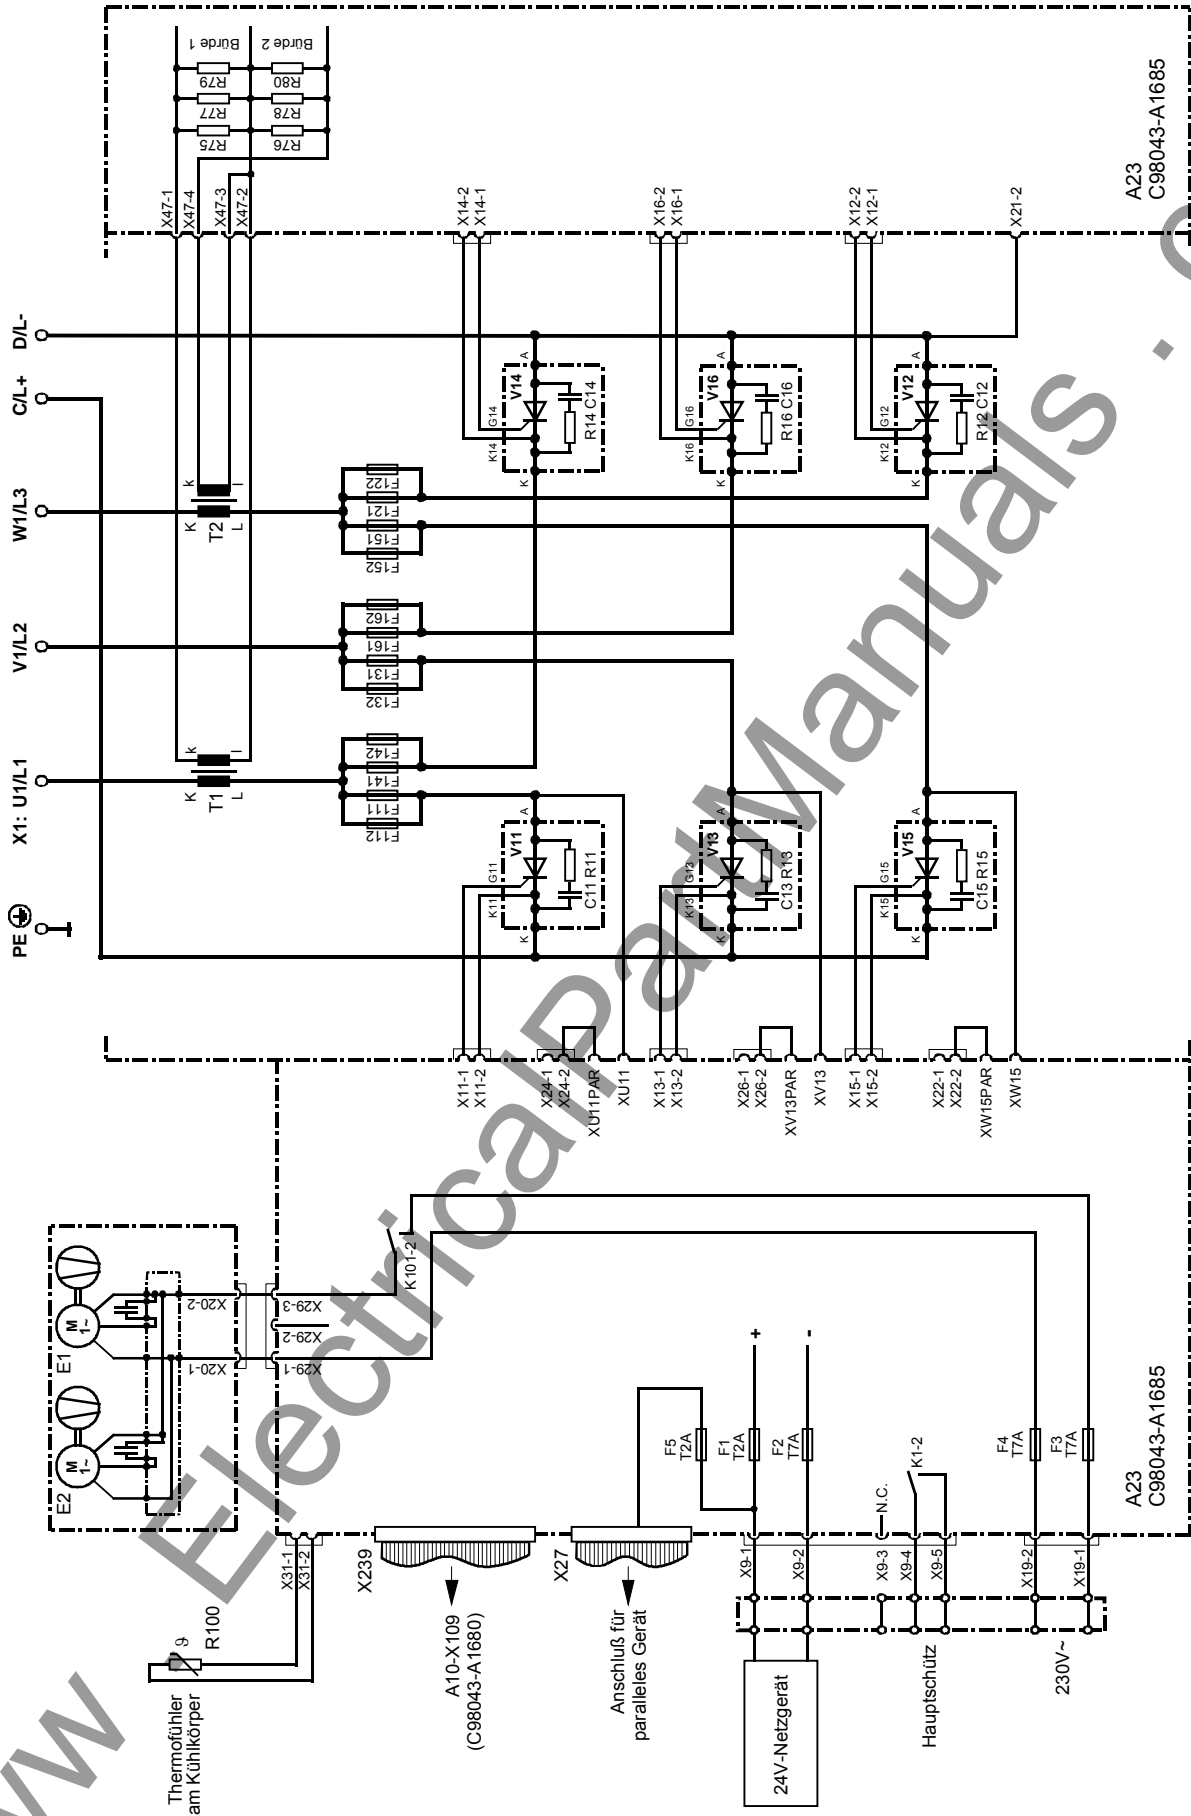 Bürde 1
Bürde 2
R79
R80
R77
R78
R75
R76
X47-1
X47-4
X47-3
X47-2
X14-2
X14-1
X16-2
X16-1
X12-2
X12-1
X21-2
A23
C98043-A1685
D/L-
C/L+
W1/L3
V1/L2
X1: U1/L1
PE
K
k
T2
L
l
K
k
T1
L
l
F122
F121
F151
F152
F162
F161
F131
F132
F142
F141
F111
F112
V14
A
K14
G14
R14 C14
K
V16
A
K16
G16
R16 C16
K
V12
A
K12
G12
R12 C12
K
V11
A
K11
G11
C11 R11
K
V13
A
K13
G13
C13 R13
K
V15
A
K15
G15
C15 R15
K
X11-1
X11-2
X24-1
X24-2
XU11PAR
XU11
X13-1
X13-2
X26-1
X26-2
XV13PAR
XV13
X15-1
X15-2
X22-1
X22-2
XW15PAR
XW15
E1
M
1~
E2
M
1~
X20-2
X20-1
X29-3
X29-2
X29-1
K101-2
+
-
F5
T2A
F1
T2A
F2
T7A
K1-2
N.C.
F4
T7A
F3
T7A
A23
C98043-A1685
X31-1
X31-2
X239
X27
X9-1
X9-2
X9-3
X9-4
X9-5
X19-2
X19-1
ϑ
R100
Thermofühler
am Kühlkörper
A10-X109
(C98043-A1680)
Anschluß für
paralleles Gerät
24V-Netzgerät
Hauptschütz
230V~
www . ElectricalPartManuals . c